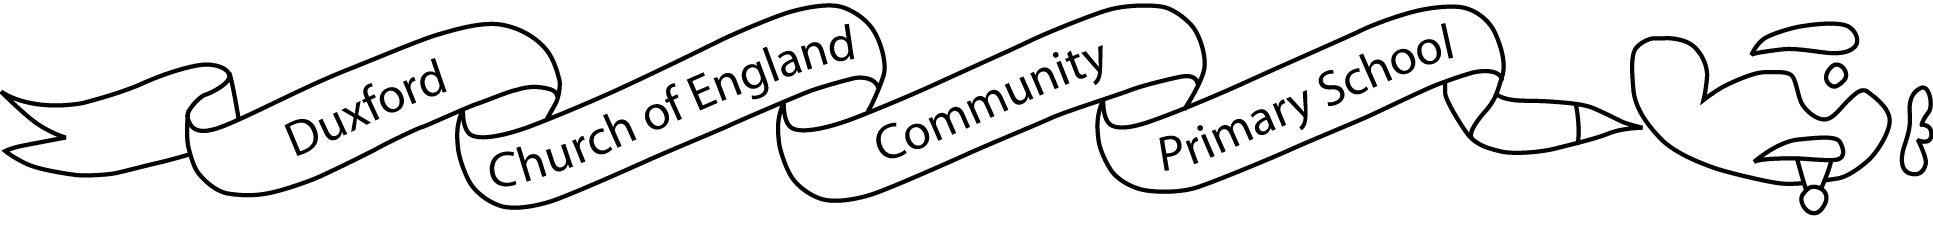 Duxford
Church of England
Community
Primary School